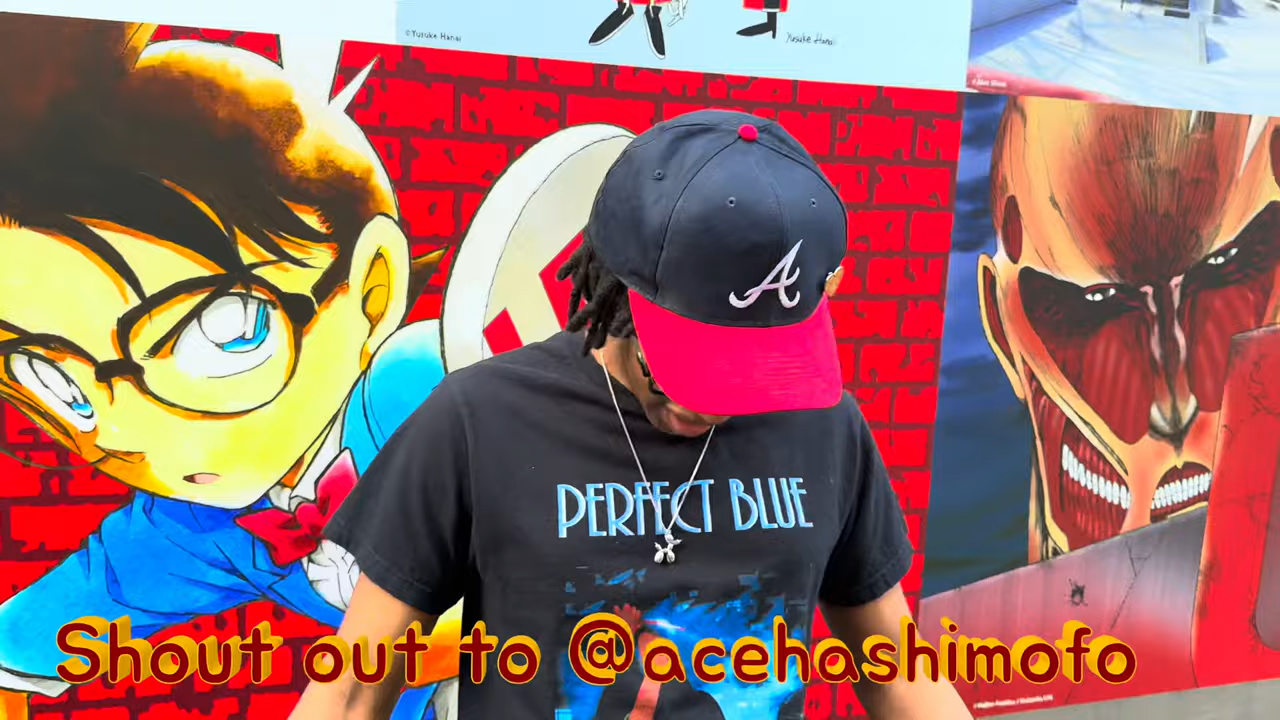 ©Yusuke Hanai
Yusuke Hanai
A
PERFECT BLUE
Shout out to @acehashimofo